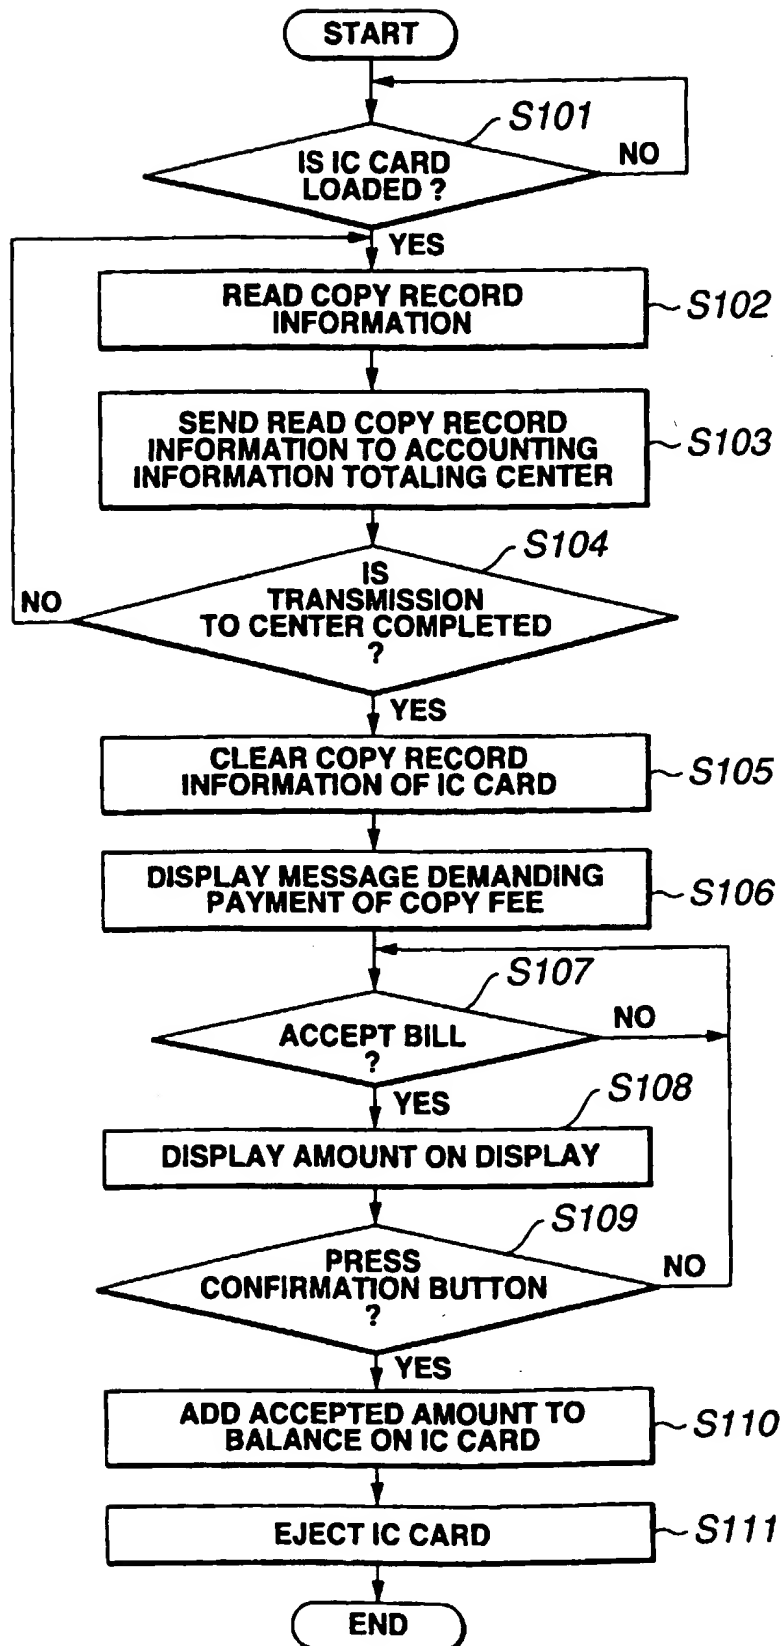 START
S101
IS IC CARD
LOADED ?
NO
YES
READ COPY RECORD
INFORMATION
S102
SEND READ COPY RECORD
INFORMATION TO ACCOUNTING
INFORMATION TOTALING CENTER
S103
S104
IS
TRANSMISSION
TO CENTER COMPLETED
?
NO
YES
CLEAR COPY RECORD
INFORMATION OF IC CARD
S105
DISPLAY MESSAGE DEMANDING
PAYMENT OF COPY FEE
S106
S107
ACCEPT BILL
?
NO
YES
S108
DISPLAY AMOUNT ON DISPLAY
S109
PRESS
CONFIRMATION BUTTON
?
NO
YES
ADD ACCEPTED AMOUNT TO
BALANCE ON IC CARD
S110
EJECT IC CARD
S111
END